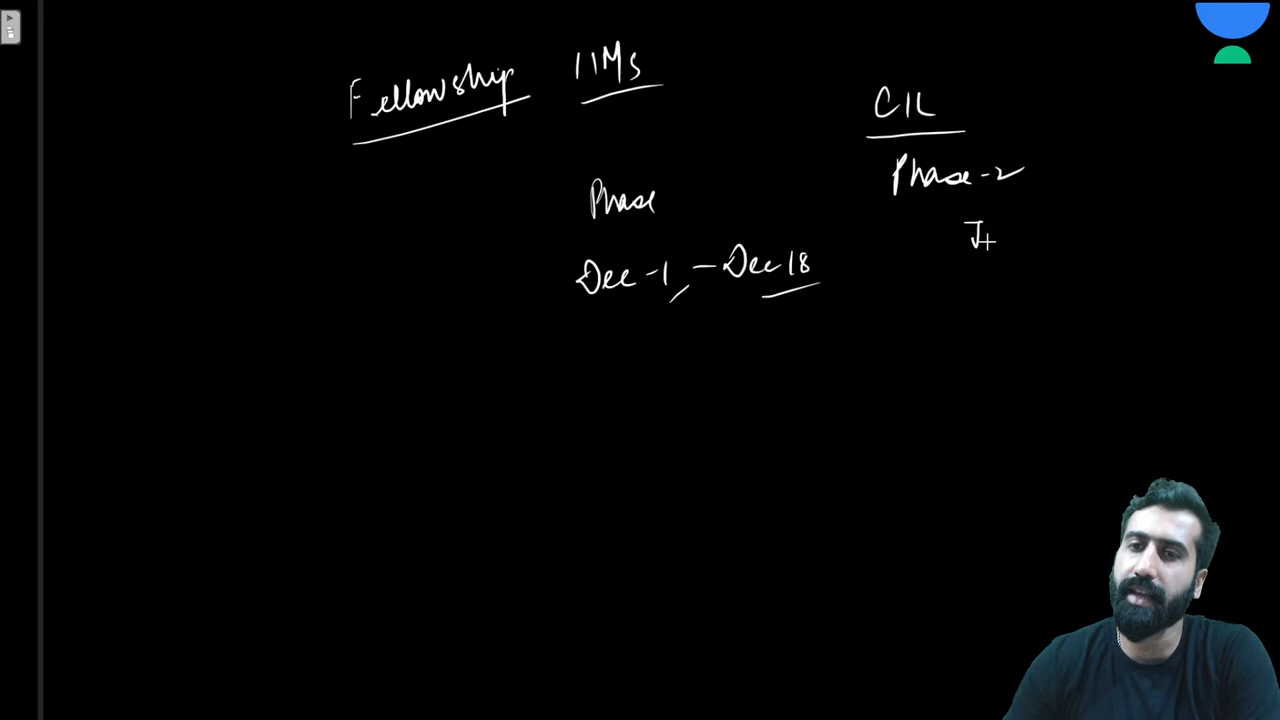 Fellowship IIMs
CIL
Phase-2
Phase
Dec-1, - Dec 18